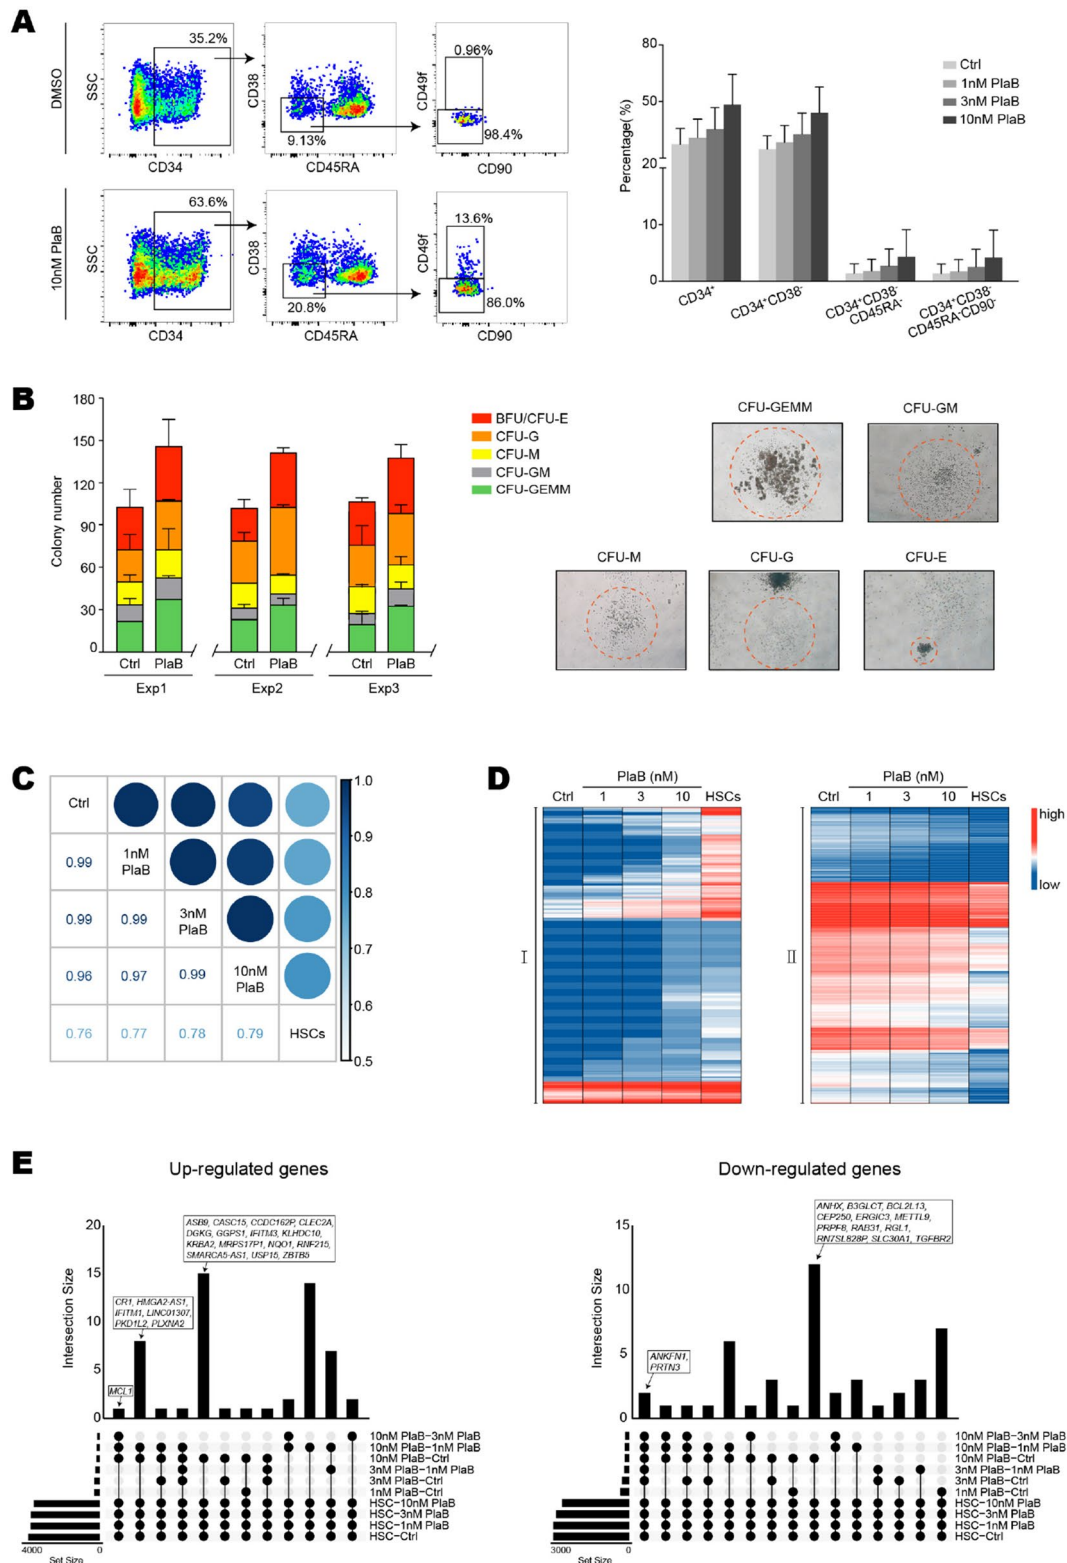 A
DMSO
SSC
35.2%
CD34
CD38
9.13%
CD45RA
CD49f
0.96%
98.4%
CD90
10nM PlaB
SSC
63.6%
CD34
CD38
20.8%
CD45RA
CD49f
13.6%
86.0%
CD90
Percentage( %)
80
50
20
20
10
0
Ctrl
1nM PlaB
3nM PlaB
10nM PlaB
CD34+
CD34+CD38-
CD34+CD38-
CD45RA-
CD34+CD38-
CD45RA-CD90-
B
Colony number
180
150
120
90
60
30
0
Ctrl PlaB
Ctrl PlaB
Ctrl PlaB
Exp1
Exp2
Exp3
BFU/CFU-E
CFU-G
CFU-M
CFU-GM
CFU-GEMM
CFU-GEMM
CFU-GM
CFU-M
CFU-G
CFU-E
C
Ctrl
0.99
1nM
PlaB
0.99 0.99
3nM
PlaB
0.96 0.97 0.99
10nM
PlaB
0.76 0.77 0.78 0.79 HSCs
1.0
0.9
0.8
0.7
0.6
0.5
D
PlaB (nM)
Ctrl 1 3 10 HSCs
I
PlaB (nM)
Ctrl 1 3 10 HSCs
II
high
low
E
Up-regulated genes
Intersection Size
20
15
10
5
0
MCL1
CR1, HMGA2-AS1,
IFITM1, LINC01307,
PKD1L2, PLXNA2
ASB9, CASC15, CCDC162P, CLEC2A,
DGKG, GGPS1, IFITM3, KLHDC10,
KRBA2, MRPS17P1, NQO1, RNF215,
SMARCA5-AS1, USP15, ZBTB5
10nM PlaB-3nM PlaB
10nM PlaB-1nM PlaB
10nM PlaB-Ctrl
3nM PlaB-1nM PlaB
3nM PlaB-Ctrl
1nM PlaB-Ctrl
HSC-10nM PlaB
HSC-3nM PlaB
HSC-1nM PlaB
HSC-Ctrl
4000 0
Set Size
Down-regulated genes
Intersection Size
15
10
5
0
ANKFN1,
PRTN3
ANHX, B3GLCT, BCL2L13,
CEP250, ERGIC3, METTL9,
PRPF8, RAB31, RGL1,
RN7SL828P, SLC30A1, TGFBR2
10nM PlaB-3nM PlaB
10nM PlaB-1nM PlaB
10nM PlaB-Ctrl
3nM PlaB-1nM PlaB
3nM PlaB-Ctrl
1nM PlaB-Ctrl
HSC-10nM PlaB
HSC-3nM PlaB
HSC-1nM PlaB
HSC-Ctrl
3000 0
Set Size